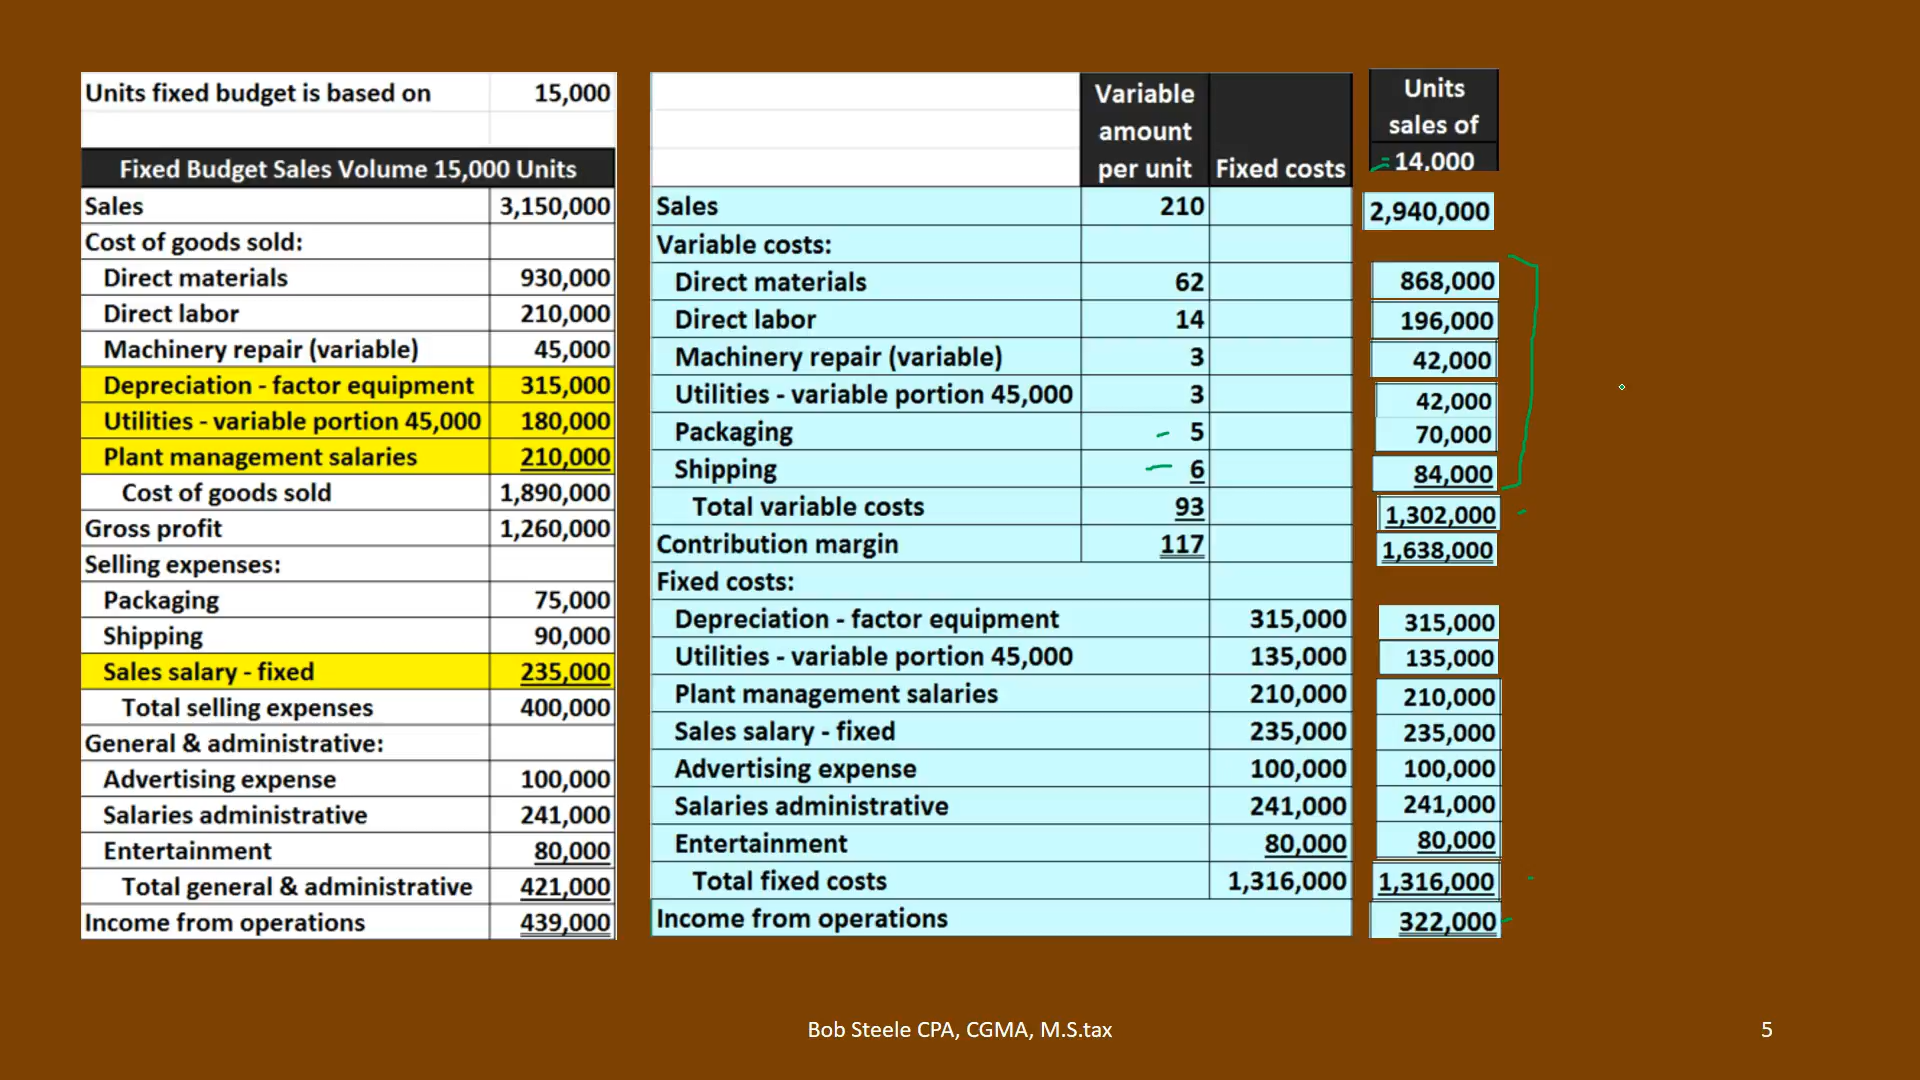 Units fixed budget is based on 15,000
Fixed Budget Sales Volume 15,000 Units
Sales 3,150,000
Cost of goods sold:
Direct materials 930,000
Direct labor 210,000
Machinery repair (variable) 45,000
Depreciation - factor equipment 315,000
Utilities - variable portion 45,000 180,000
Plant management salaries 210,000
Cost of goods sold 1,890,000
Gross profit 1,260,000
Selling expenses:
Packaging 75,000
Shipping 90,000
Sales salary - fixed 235,000
Total selling expenses 400,000
General & administrative:
Advertising expense 100,000
Salaries administrative 241,000
Entertainment 80,000
Total general & administrative 421,000
Income from operations 439,000
Variable
amount
per unit
Fixed costs
Units
sales of
14,000
Sales 210 2,940,000
Variable costs:
Direct materials 62 868,000
Direct labor 14 196,000
Machinery repair (variable) 3 42,000
Utilities - variable portion 45,000 3 42,000
Packaging 5 70,000
Shipping 6 84,000
Total variable costs 93 1,302,000
Contribution margin 117 1,638,000
Fixed costs:
Depreciation - factor equipment 315,000 315,000
Utilities - variable portion 45,000 135,000 135,000
Plant management salaries 210,000 210,000
Sales salary - fixed 235,000 235,000
Advertising expense 100,000 100,000
Salaries administrative 241,000 241,000
Entertainment 80,000 80,000
Total fixed costs 1,316,000 1,316,000
Income from operations 322,000
Bob Steele CPA, CGMA, M.S.tax
5